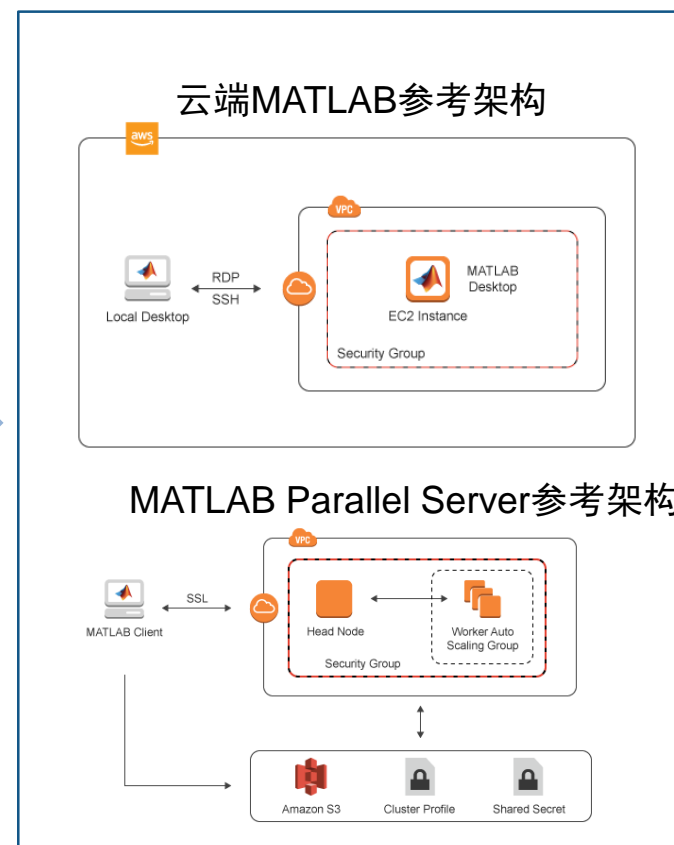 云端MATLAB参考架构
aws
VPC
RDP
SSH
Local Desktop
MATLAB
Desktop
EC2 Instance
Security Group
MATLAB Parallel Server参考架构
VPC
SSL
MATLAB Client
Head Node
Worker Auto
Scaling Group
Security Group
Amazon S3
Cluster Profile
Shared Secret